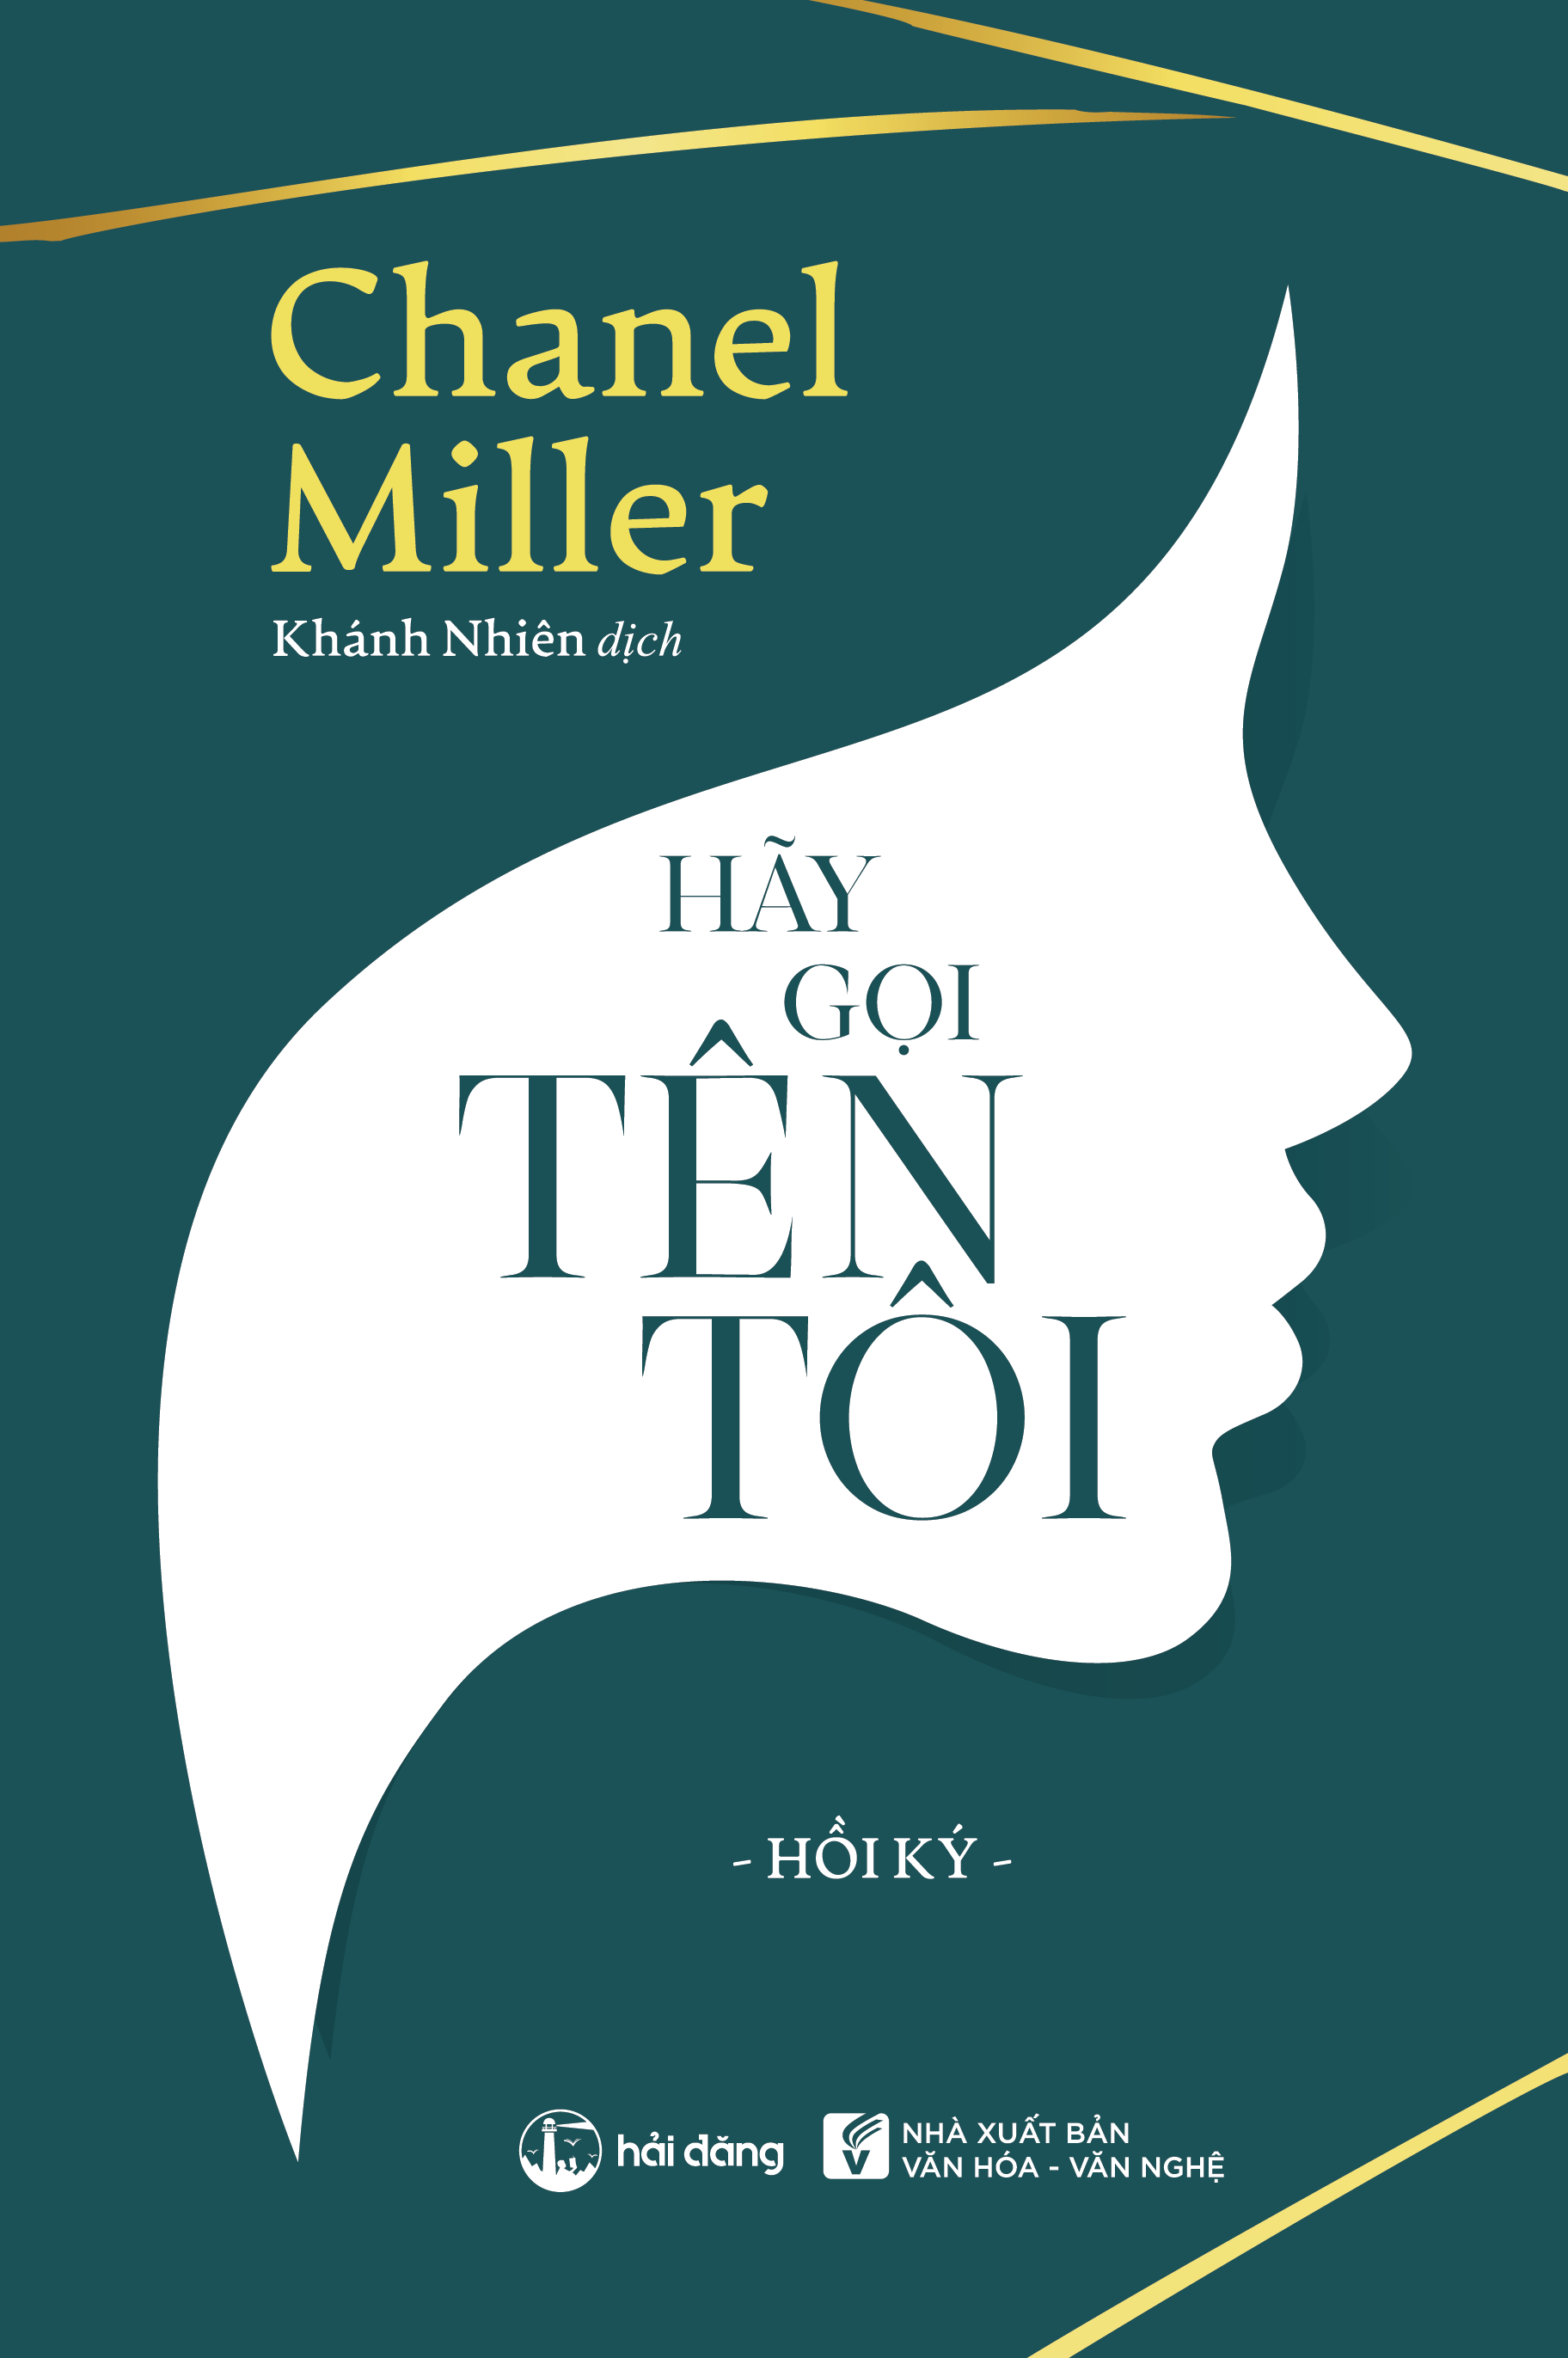 Chanel
Miller
Khánh Nhiên dịch
HÃY
GỌI
TÊN
TÔI
- HỒI KÝ -
hải đăng
NHÀ XUẤT BẢN
VĂN HÓA - VĂN NGHỆ